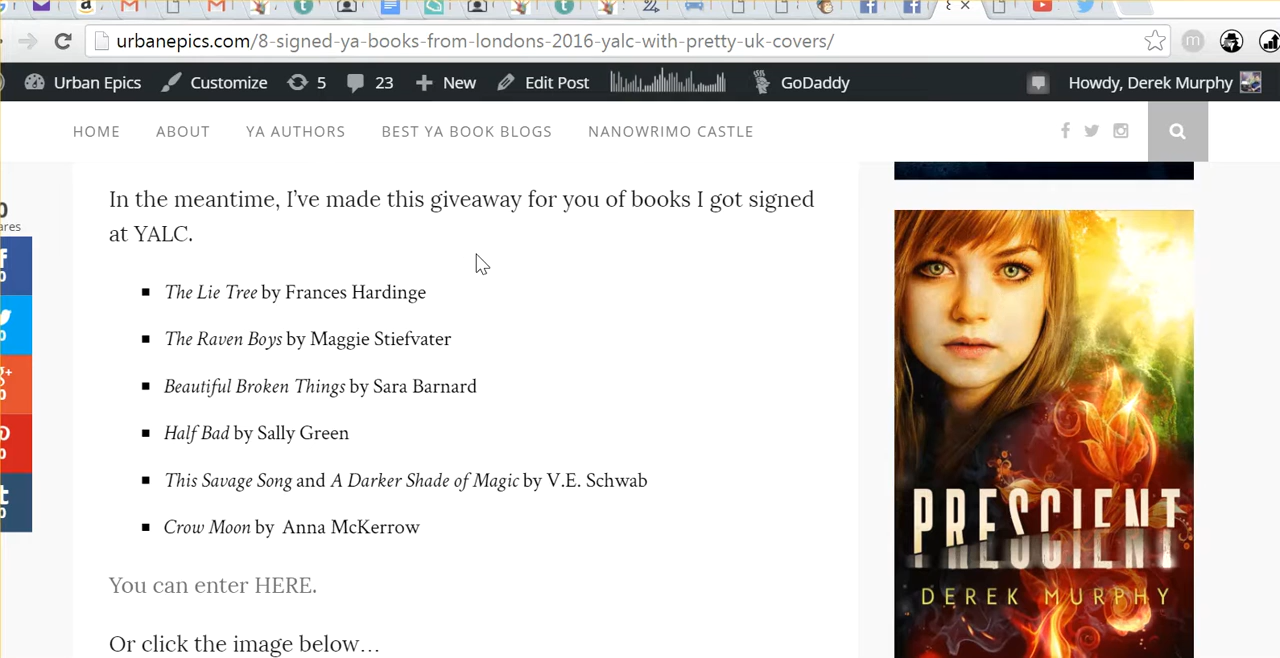 urbanepics.com/8-signed-ya-books-from-londons-2016-yalc-with-pretty-uk-covers/
m
Urban Epics Customize 5 23 New Edit Post GoDaddy Howdy, Derek Murphy
HOME ABOUT YA AUTHORS BEST YA BOOK BLOGS NANOWRIMO CASTLE
In the meantime, I've made this giveaway for you of books I got signed
at YALC.
The Lie Tree by Frances Hardinge
The Raven Boys by Maggie Stiefvater
Beautiful Broken Things by Sara Barnard
Half Bad by Sally Green
This Savage Song and A Darker Shade of Magic by V.E. Schwab
Crow Moon by Anna McKerrow
You can enter HERE.
Or click the image below…
0
0
0
0
0
PRESCIENT
DEREK MURPHY